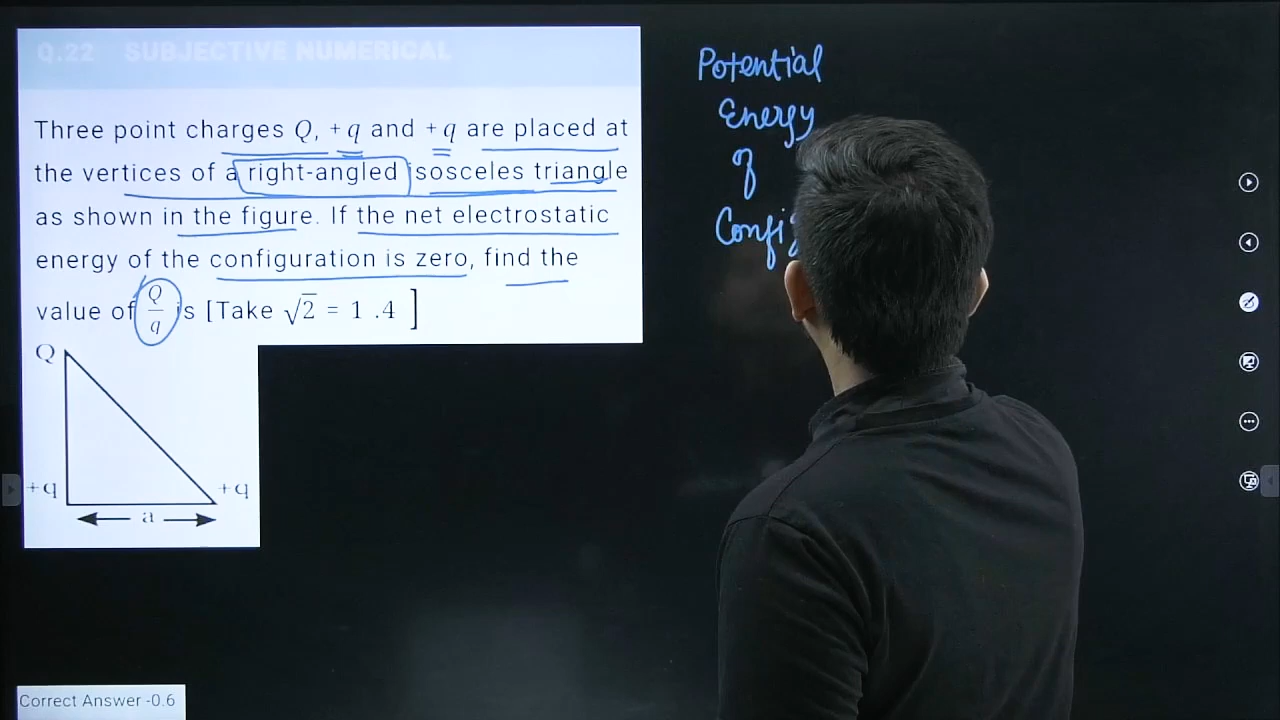 Q.22 SUBJECTIVE NUMERICAL
Three point charges Q, +q and +q are placed at
the vertices of a right-angled isosceles triangle
as shown in the figure. If the net electrostatic
energy of the configuration is zero, find the
value of Q/q is [Take √2 = 1 .4 ]
Q
+q
+q
a
Correct Answer -0.6
Potential
Energy
of